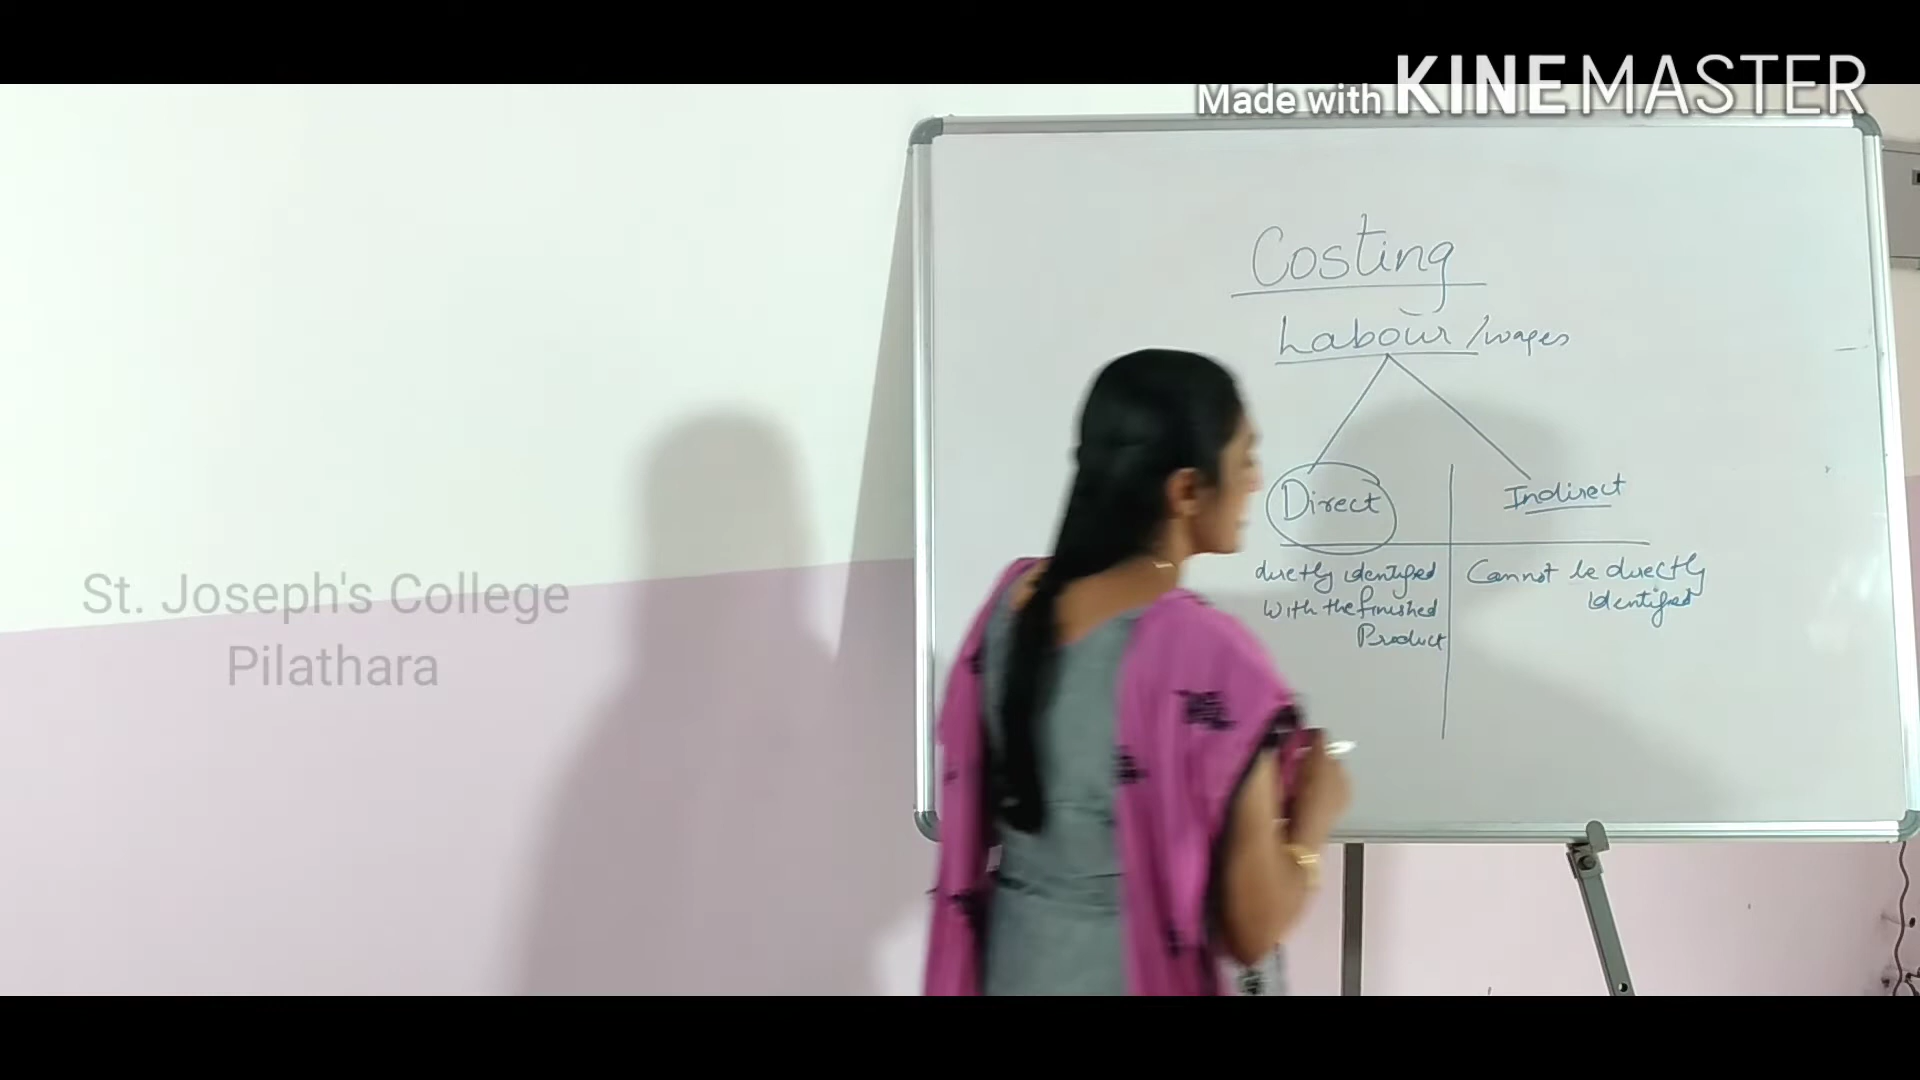 Made with KINEMASTER
Costing
Labour /wages
Direct
Indirect
directly identified
with the finished
Product
Cannot be directly
identified
St. Joseph's College
Pilathara